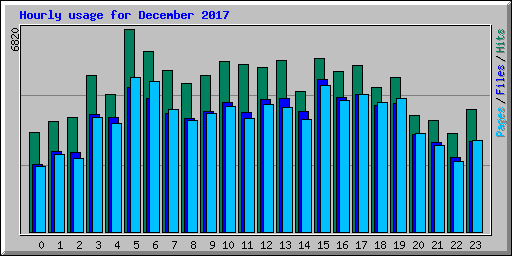 Hourly usage for December 2017
6820
Pages / Files / Hits
0 1 2 3 4 5 6 7 8 9 10 11 12 13 14 15 16 17 18 19 20 21 22 23